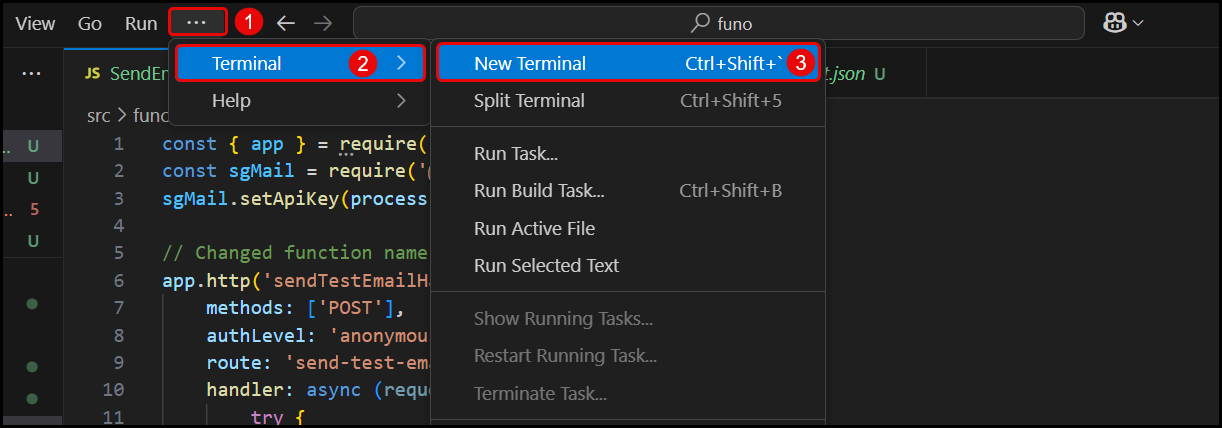 View Go Run ... 1 ← → funo
... JS SendEm Terminal 2 > New Terminal Ctrl+Shift+` 3 t.json U
Help > Split Terminal Ctrl+Shift+5
src > func
.. U 1 const { app } = require(
U 2 const sgMail = require('@ Run Task...
.. 5 3 sgMail.setApiKey(process Run Build Task... Ctrl+Shift+B
U 4 Run Active File
5 // Changed function name Run Selected Text
6 app.http('sendTestEmailHa
7 methods: ['POST'], Show Running Tasks...
8 authLevel: 'anonymou
9 route: 'send-test-ema Restart Running Task...
10 handler: async (reque Terminate Task...
11 try {